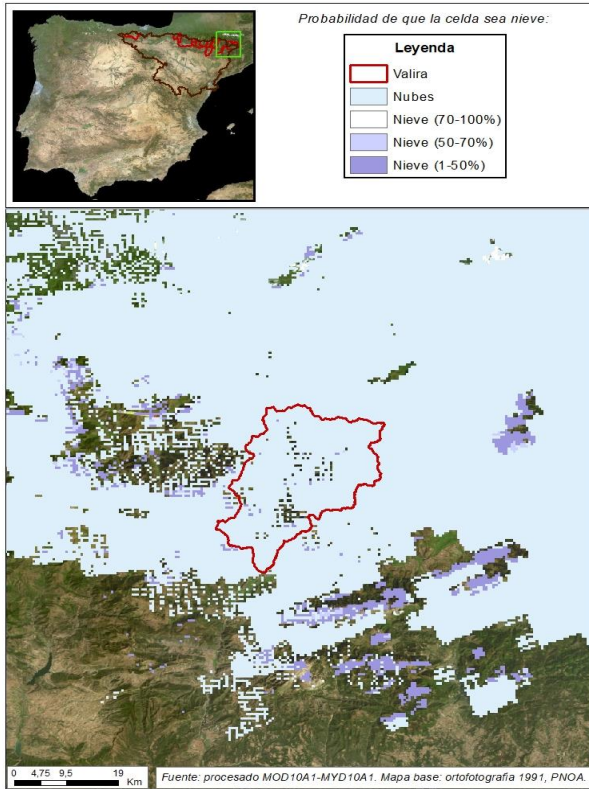 Probabilidad de que la celda sea nieve:
Leyenda
Valira
Nubes
Nieve (70-100%)
Nieve (50-70%)
Nieve (1-50%)
0 4,75 9,5 19
Km
Fuente: procesado MOD10A1-MYD10A1. Mapa base: ortofotografía 1991, PNOA.